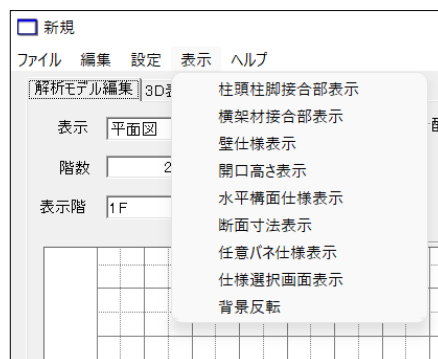 新規
ファイル 編集 設定 表示 ヘルプ
解析モデル編集 3D
表示 平面図
階数 2
表示階 1F
柱頭柱脚接合部表示
横架材接合部表示
壁仕様表示
開口高さ表示
水平構面仕様表示
断面寸法表示
任意バネ仕様表示
仕様選択画面表示
背景反転